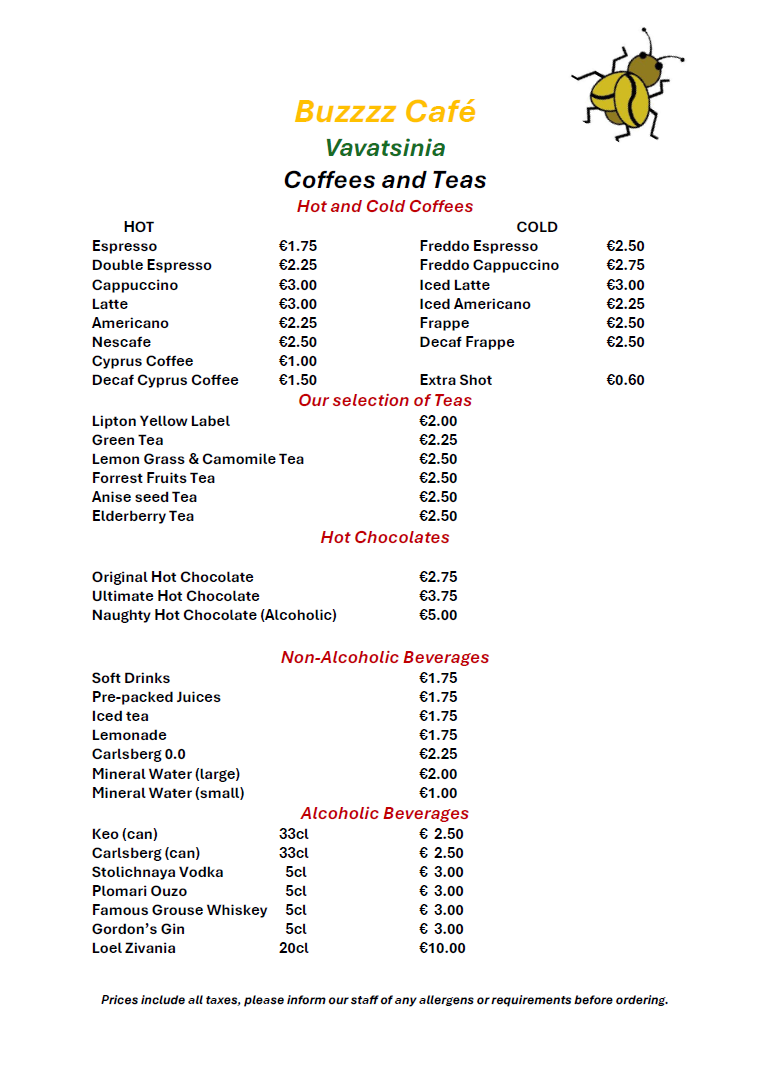 Buzzzz Café
Vavatsinia
Coffees and Teas
Hot and Cold Coffees
HOT COLD
Espresso €1.75 Freddo Espresso €2.50
Double Espresso €2.25 Freddo Cappuccino €2.75
Cappuccino €3.00 Iced Latte €3.00
Latte €3.00 Iced Americano €2.25
Americano €2.25 Frappe €2.50
Nescafe €2.50 Decaf Frappe €2.50
Cyprus Coffee €1.00
Decaf Cyprus Coffee €1.50 Extra Shot €0.60
Our selection of Teas
Lipton Yellow Label €2.00
Green Tea €2.25
Lemon Grass & Camomile Tea €2.50
Forrest Fruits Tea €2.50
Anise seed Tea €2.50
Elderberry Tea €2.50
Hot Chocolates
Original Hot Chocolate €2.75
Ultimate Hot Chocolate €3.75
Naughty Hot Chocolate (Alcoholic) €5.00
Non-Alcoholic Beverages
Soft Drinks €1.75
Pre-packed Juices €1.75
Iced tea €1.75
Lemonade €1.75
Carlsberg 0.0 €2.25
Mineral Water (large) €2.00
Mineral Water (small) €1.00
Alcoholic Beverages
Keo (can) 33cl € 2.50
Carlsberg (can) 33cl € 2.50
Stolichnaya Vodka 5cl € 3.00
Plomari Ouzo 5cl € 3.00
Famous Grouse Whiskey 5cl € 3.00
Gordon’s Gin 5cl € 3.00
Loel Zivania 20cl €10.00
Prices include all taxes, please inform our staff of any allergens or requirements before ordering.